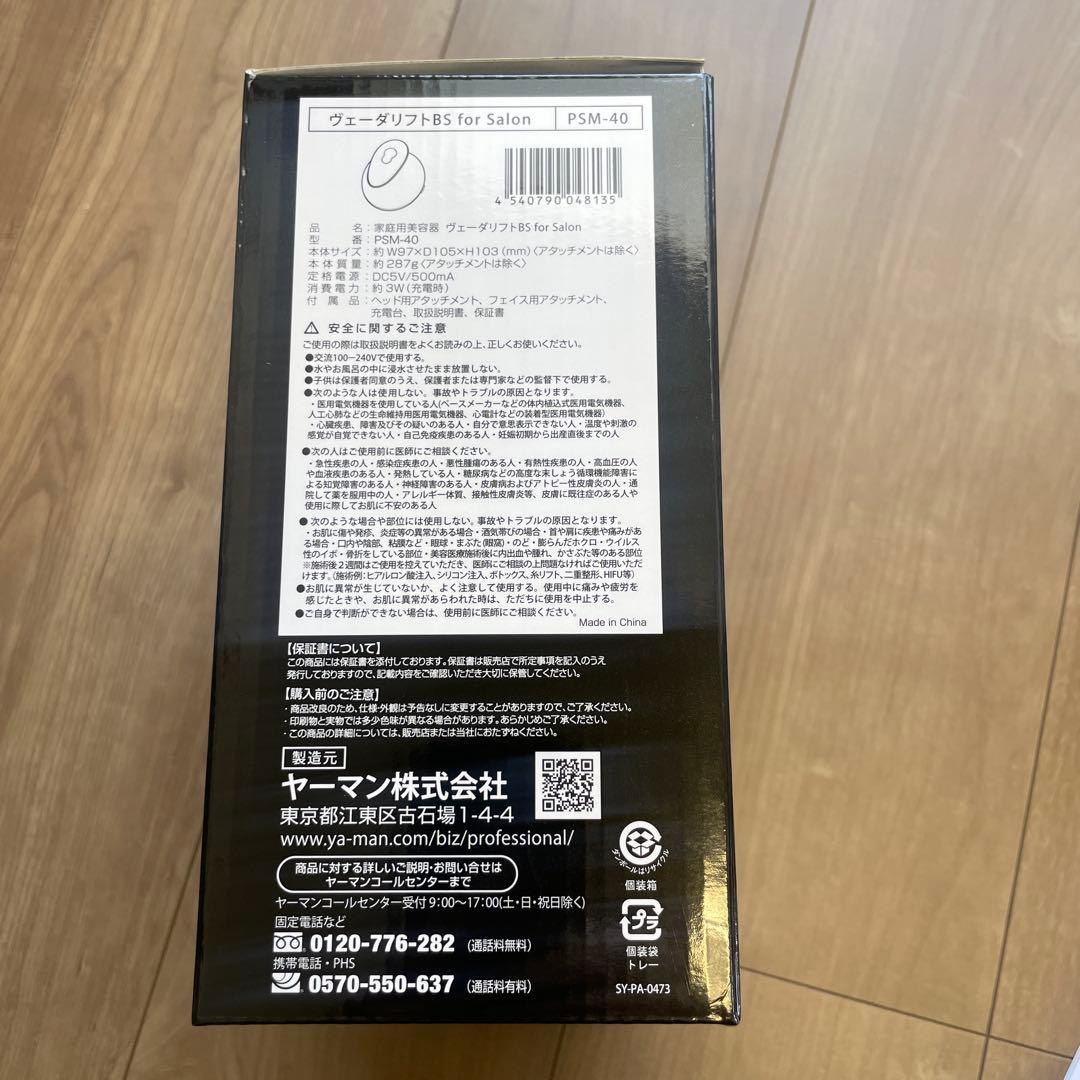 ヴェーダリフトBS for Salon PSM-40
4 540790 048135
品名：家庭用美容器 ヴェーダリフトBS for Salon
型番：PSM-40
本体サイズ：約 W97×D105×H103 (mm)〈アタッチメントは除く〉
本体質量：約 287g〈アタッチメントは除く〉
定格電源：DC5V/500mA
消費電力：約 3W（充電時）
付属品：ヘッド用アタッチメント、フェイス用アタッチメント、
充電台、取扱説明書、保証書
⚠ 安全に関するご注意
ご使用の際は取扱説明書をよくお読みの上、正しくお使いください。
●交流100−240Vで使用する。
●水やお風呂の中に浸水させたまま放置しない。
●子供は保護者同意のうえ、保護者または専門家などの監督下で使用する。
●次のような人は使用しない。事故やトラブルの原因となります。
・医用電気機器を使用している人(ペースメーカーなどの体内植込式医用電気機器、
人工心肺などの生命維持用医用電気機器、心電計などの装着型医用電気機器)
・心臓疾患、障害及びその疑いのある人・自分で意思表示できない人・温度や刺激の
感覚が自覚できない人・自己免疫疾患のある人・妊娠初期から出産直後までの人
●次の人はご使用前に医師にご相談ください。
・急性疾患の人・感染症疾患の人・悪性腫瘍のある人・有熱性疾患の人・高血圧の人
や血液疾患のある人・発熱している人・糖尿病などの高度な末しょう循環機能障害に
よる知覚障害のある人・神経障害のある人・皮膚病およびアトピー性皮膚炎の人・通
院して薬を服用中の人・アレルギー体質、接触性皮膚炎等、皮膚に既往症のある人や
使用に際してお肌に不安のある人
●次のような場合や部位には使用しない。事故やトラブルの原因となります。
・お肌に傷や発疹、炎症等の異常がある場合・酒気帯びの場合・首や肩に疾患や痛みがあ
る場合・口内や陰部、粘膜など・眼球・まぶた(眼窩)・のど・膨らんだホクロ・ウイルス
性のイボ・骨折をしている部位・美容医療施術後に内出血や腫れ、かさぶた等のある部位
※施術後２週間はご使用を控えていただき、医師にご相談の上問題なければご使用いただ
けます。(施術例：ヒアルロン酸注入、シリコン注入、ボトックス、糸リフト、二重整形、HIFU等)
●お肌に異常が生じていないか、よく注意して使用する。使用中に痛みや疲労を
感じたときや、お肌に異常があらわれた時は、ただちに使用を中止する。
●ご自身で判断ができない場合は、使用前に医師にご相談ください。
Made in China
【保証書について】
この商品には保証書を添付しております。保証書は販売店で所定事項を記入のうえ
発行しておりますので、記載内容をご確認いただき大切に保管してください。
【購入前のご注意】
・商品改良のため、仕様・外観は予告なしに変更することがありますので、ご了承ください。
・印刷物と実物では多少色味が異なる場合があります。あらかじめご了承ください。
・この商品の詳細については、販売店または当社におたずねください。
製造元
ヤーマン株式会社
東京都江東区古石場1-4-4
www.ya-man.com/biz/professional/
商品に対する詳しいご説明・お問い合せは
ヤーマンコールセンターまで
ヤーマンコールセンター受付 9:00〜17:00(土・日・祝日除く)
固定電話など
0120-776-282（通話料無料）
携帯電話・PHS
0570-550-637（通話料有料）
ダンボールはリサイクル
個装箱
プラ
個装袋
トレー
SY-PA-0473